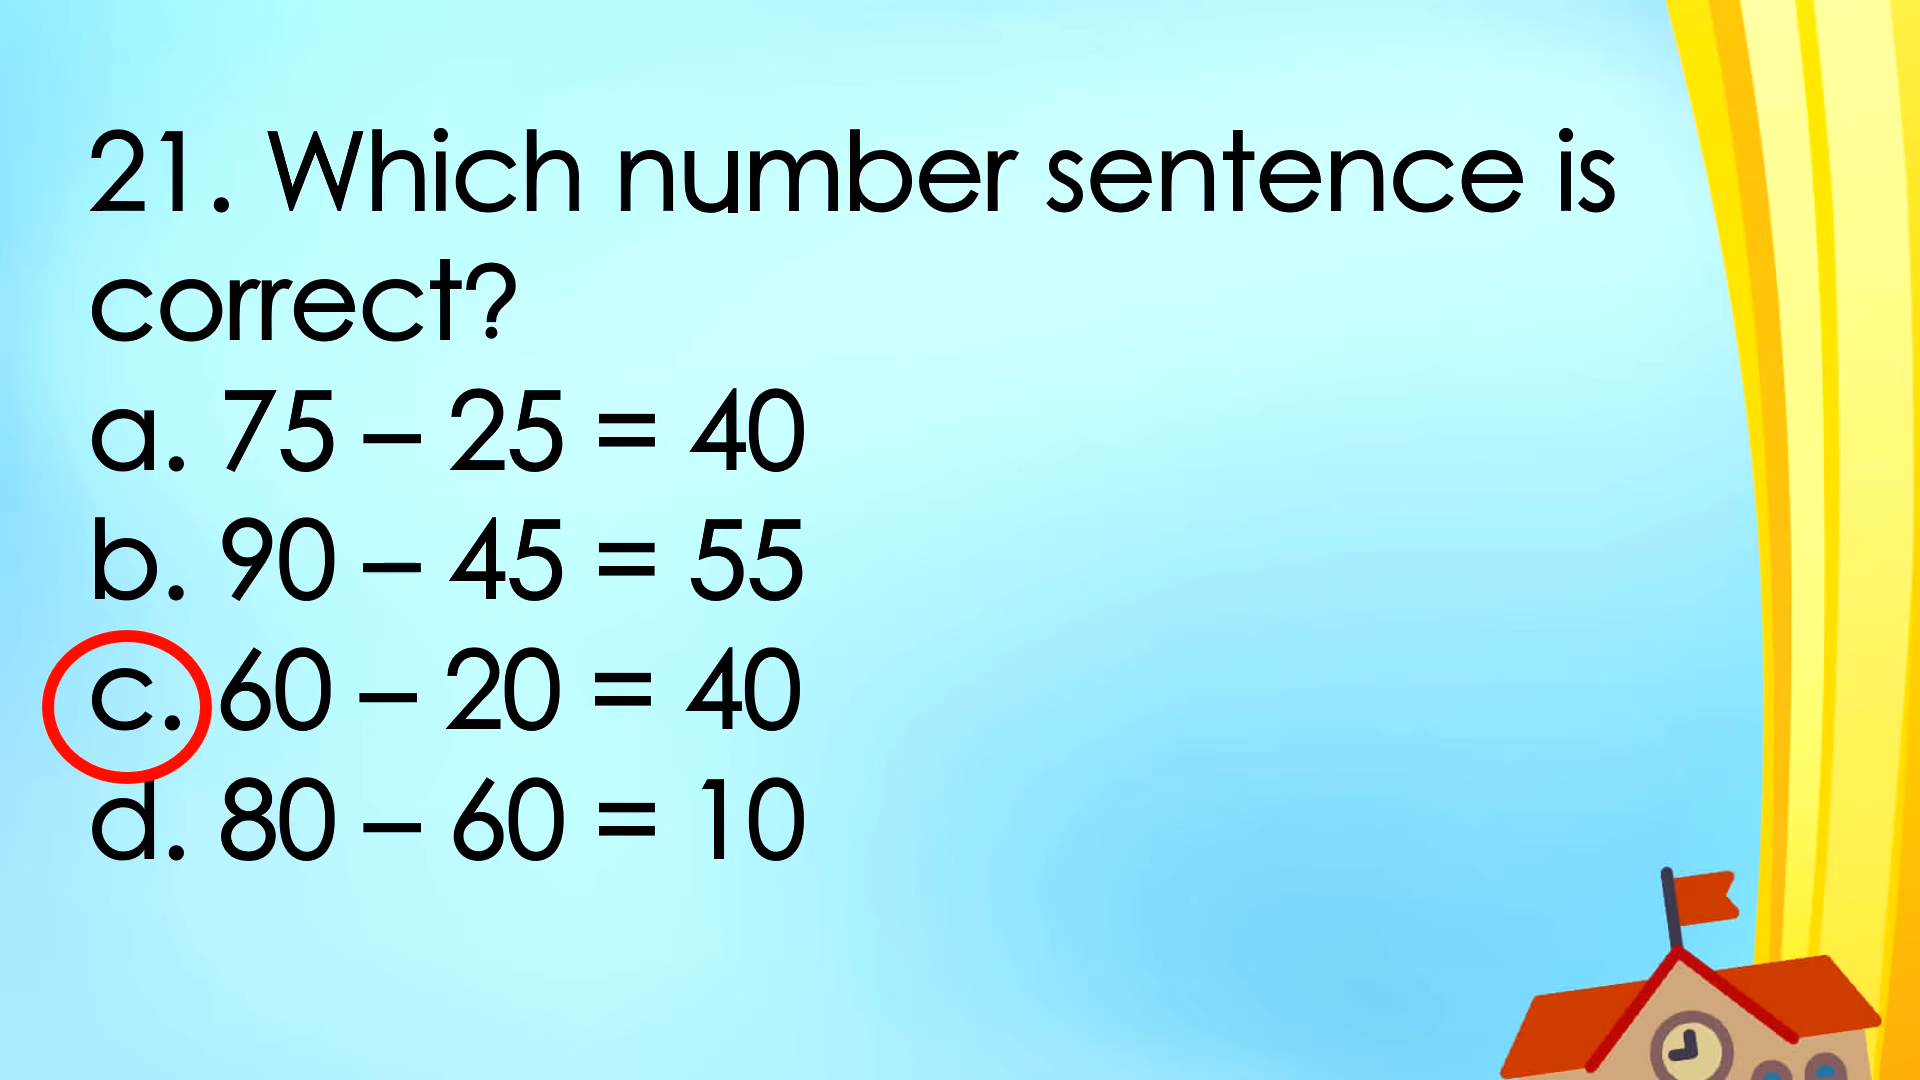 21. Which number sentence is
correct?
a. 75 – 25 = 40
b. 90 – 45 = 55
c. 60 – 20 = 40
d. 80 – 60 = 10